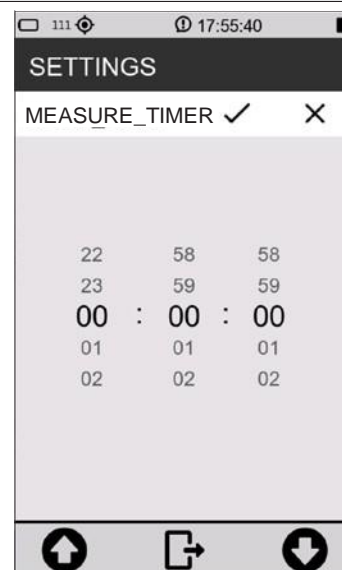 111 17:55:40
SETTINGS
MEASURE_TIMER
22 58 58
23 59 59
00 : 00 : 00
01 01 01
02 02 02